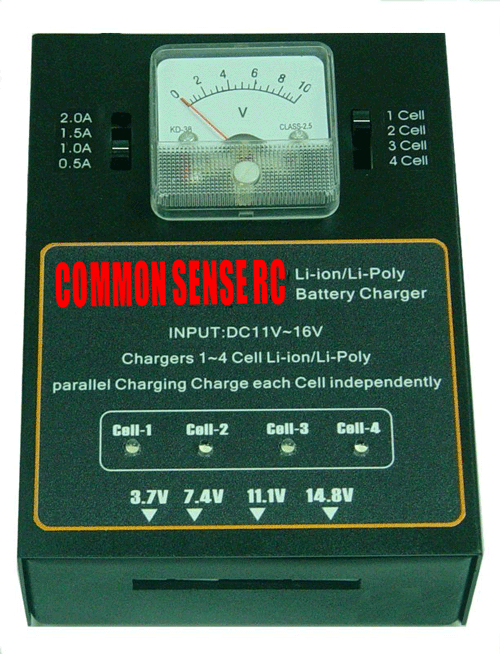 0 2 4 6 8 10
V
KD-38 CLASS-2.5
2.0A
1.5A
1.0A
0.5A
1 Cell
2 Cell
3 Cell
4 Cell
COMMON SENSE RC
Li-ion/Li-Poly
Battery Charger
INPUT:DC11V~16V
Chargers 1~4 Cell Li-ion/Li-Poly
parallel Charging Charge each Cell independently
Cell-1 Cell-2 Cell-3 Cell-4
3.7V 7.4V 11.1V 14.8V